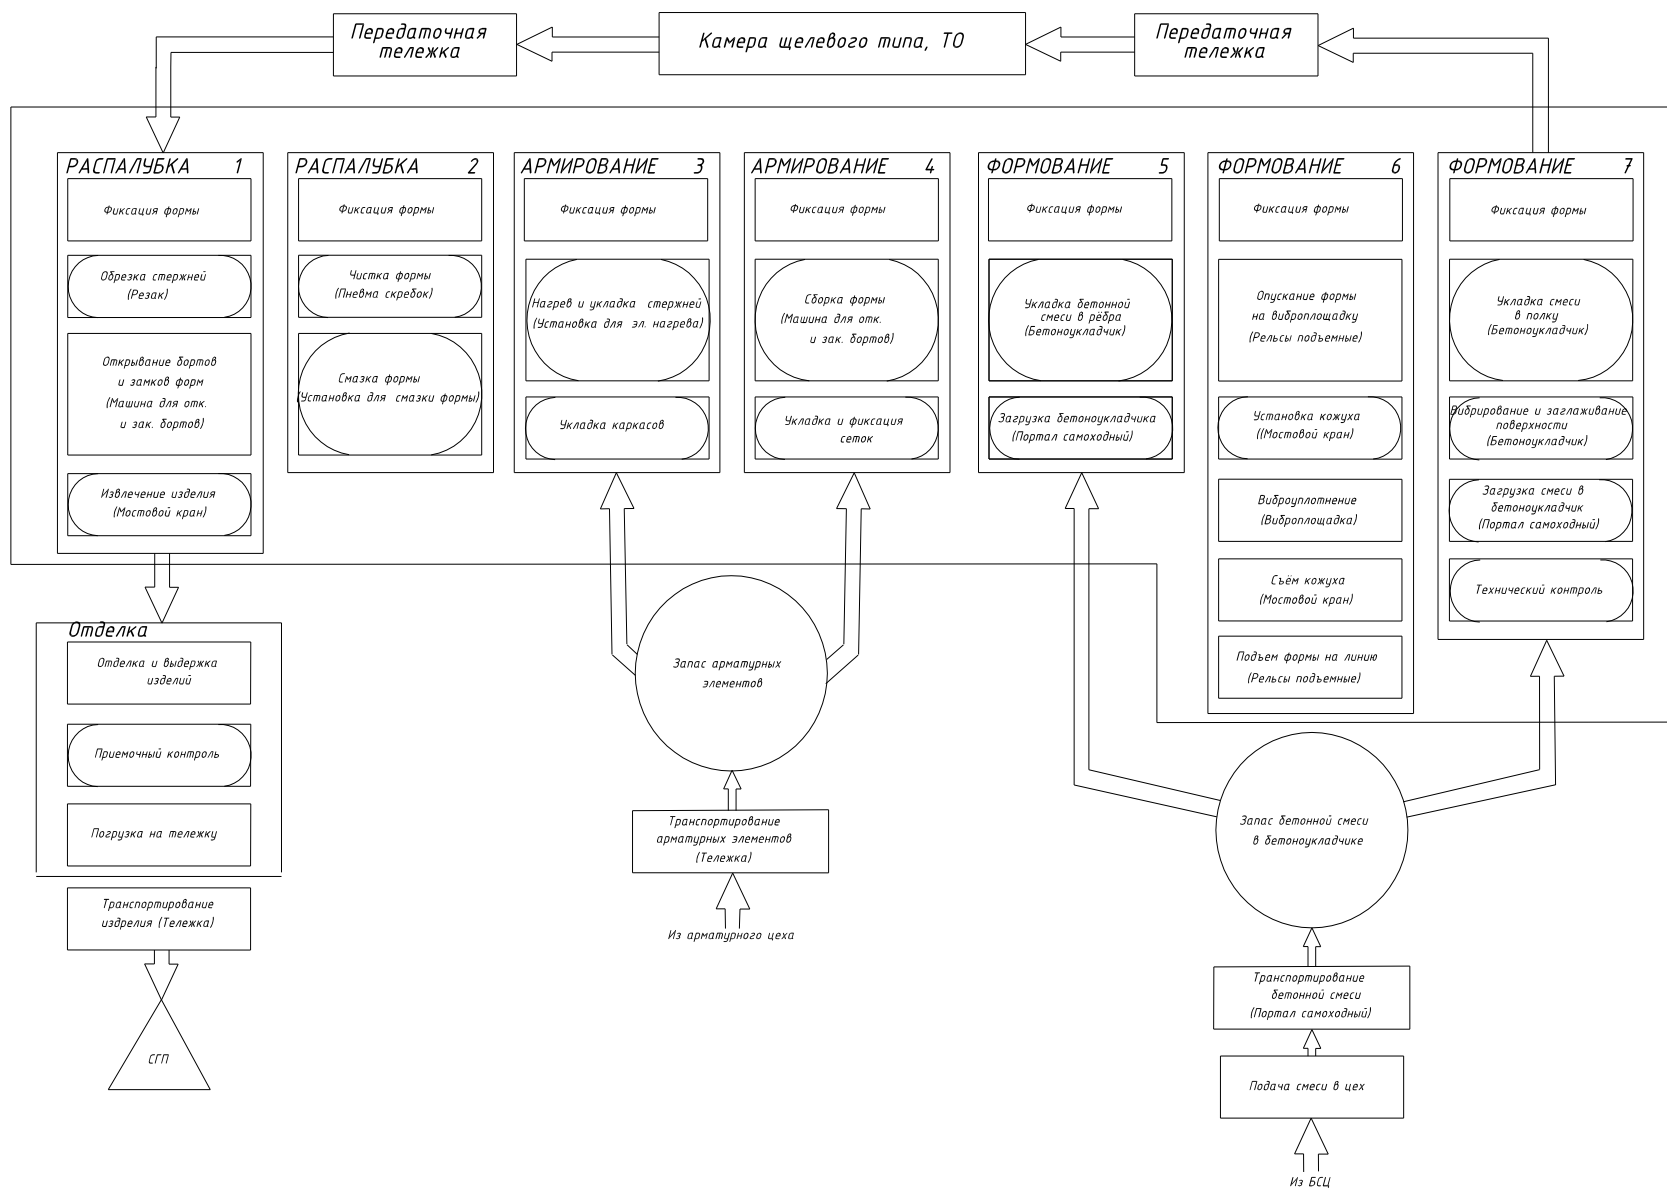 Передаточная
тележка
Камера щелевого типа, ТО
Передаточная
тележка
РАСПАЛУБКА 1
Фиксация формы
Обрезка стержней
(Резак)
Открывание бортов
и замков форм
(Машина для отк.
и зак. бортов)
Извлечение изделия
(Мостовой кран)
РАСПАЛУБКА 2
Фиксация формы
Чистка формы
(Пневма скребок)
Смазка формы
(Установка для смазки формы)
АРМИРОВАНИЕ 3
Фиксация формы
Нагрев и укладка стержней
(Установка для эл. нагрева)
Укладка каркасов
АРМИРОВАНИЕ 4
Фиксация формы
Сборка формы
(Машина для отк.
и зак. бортов)
Укладка и фиксация
сеток
ФОРМОВАНИЕ 5
Фиксация формы
Укладка бетонной
смеси в рёбра
(Бетоноукладчик)
Загрузка бетоноукладчика
(Портал самоходный)
ФОРМОВАНИЕ 6
Фиксация формы
Опускание формы
на виброплощадку
(Рельсы подъемные)
Установка кожуха
((Мостовой кран)
Виброуплотнение
(Виброплощадка)
Съём кожуха
(Мостовой кран)
Подъем формы на линию
(Рельсы подъемные)
ФОРМОВАНИЕ 7
Фиксация формы
Укладка смеси
в полку
(Бетоноукладчик)
Вибрирование и заглаживание
поверхности
(Бетоноукладчик)
Загрузка смеси в
бетоноукладчик
(Портал самоходный)
Технический контроль
Отделка
Отделка и выдержка
изделий
Приемочный контроль
Погрузка на тележку
Транспортирование
издрелия (Тележка)
СГП
Запас арматурных
элементов
Транспортирование
арматурных элементов
(Тележка)
Из арматурного цеха
Запас бетонной смеси
в бетоноукладчике
Транспортирование
бетонной смеси
(Портал самоходный)
Подача смеси в цех
Из БСЦ